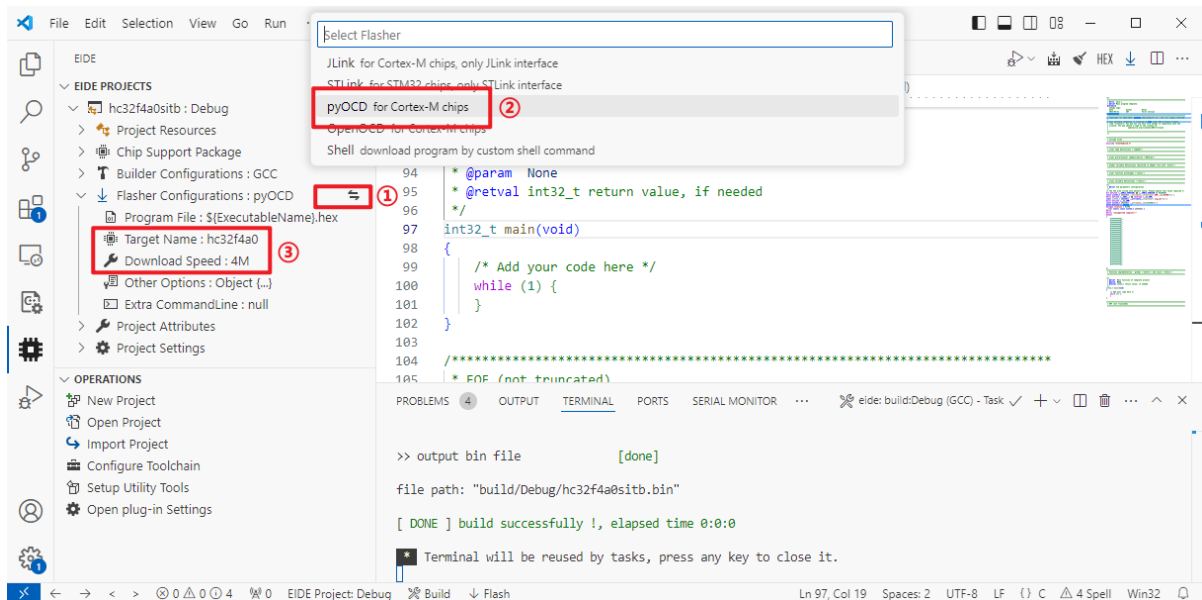 File Edit Selection View Go Run
Select Flasher
JLink for Cortex-M chips, only JLink interface
STLink for STM32 chips, only STLink interface
pyOCD for Cortex-M chips
②
OpenOCD for Cortex-M chips
Shell download program by custom shell command
HEX
EIDE
EIDE PROJECTS
hc32f4a0sitb : Debug
Project Resources
Chip Support Package
Builder Configurations : GCC
Flasher Configurations : pyOCD
①
Program File : ${ExecutableName}.hex
Target Name : hc32f4a0
Download Speed : 4M
③
Other Options : Object {...}
Extra CommandLine : null
Project Attributes
Project Settings
OPERATIONS
New Project
Open Project
Import Project
Configure Toolchain
Setup Utility Tools
Open plug-in Settings
1
1
94 * @param None
95 * @retval int32_t return value, if needed
96 */
97 int32_t main(void)
98 {
99 /* Add your code here */
100 while (1) {
101 }
102 }
103
104 /*******************************************************************************
105 * EOF (not truncated)
PROBLEMS 4 OUTPUT TERMINAL PORTS SERIAL MONITOR ··· eide: build:Debug (GCC) - Task
>> output bin file [done]
file path: "build/Debug/hc32f4a0sitb.bin"
[ DONE ] build successfully !, elapsed time 0:0:0
* Terminal will be reused by tasks, press any key to close it.
0 0 4 0 EIDE Project: Debug Build Flash Ln 97, Col 19 Spaces: 2 UTF-8 LF {} C 4 Spell Win32